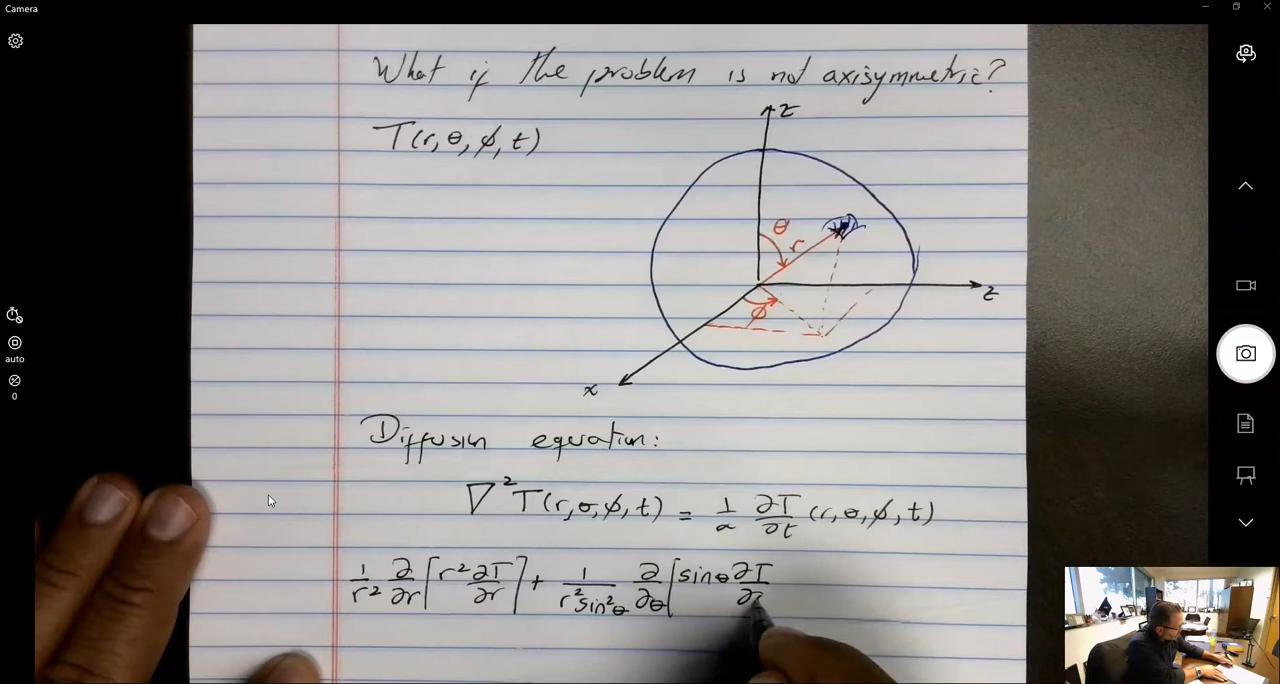 Camera
What if the problem is not axisymmetric?
T(r, θ, φ, t)
z
θ
r
φ
z
x
auto
0
Diffusion equation:
∇²T(r, θ, φ, t) = 1/α ∂T/∂t (r, θ, φ, t)
1/r² ∂/∂r [r² ∂T/∂r] + 1/(r² sin²θ) ∂/∂θ [sinθ ∂T/∂